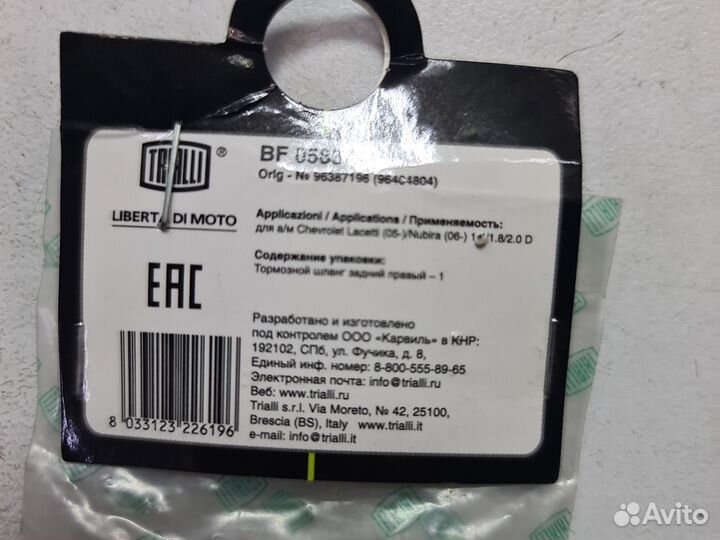 TRIALLI ®
LIBERTA DI MOTO
EAC
8 033123 226196
BF
Orig - № 96387196 (96404804)
Applicazioni / Applications / Применяемость:
для а/м Chevrolet Lacetti (05-)/Nubira (06-) /1.8/2.0 D
Содержание упаковки:
Тормозной шланг задний правый – 1
Разработано и изготовлено
под контролем ООО «Карвиль» в КНР:
192102, СПб, ул. Фучика, д. 8,
Единый инф. номер: 8-800-555-89-65
Электронная почта: info@trialli.ru
Веб: www.trialli.ru
Trialli s.r.l. Via Moreto, № 42, 25100,
Brescia (BS), Italy www.trialli.it
e-mail: info@trialli.it
Avito